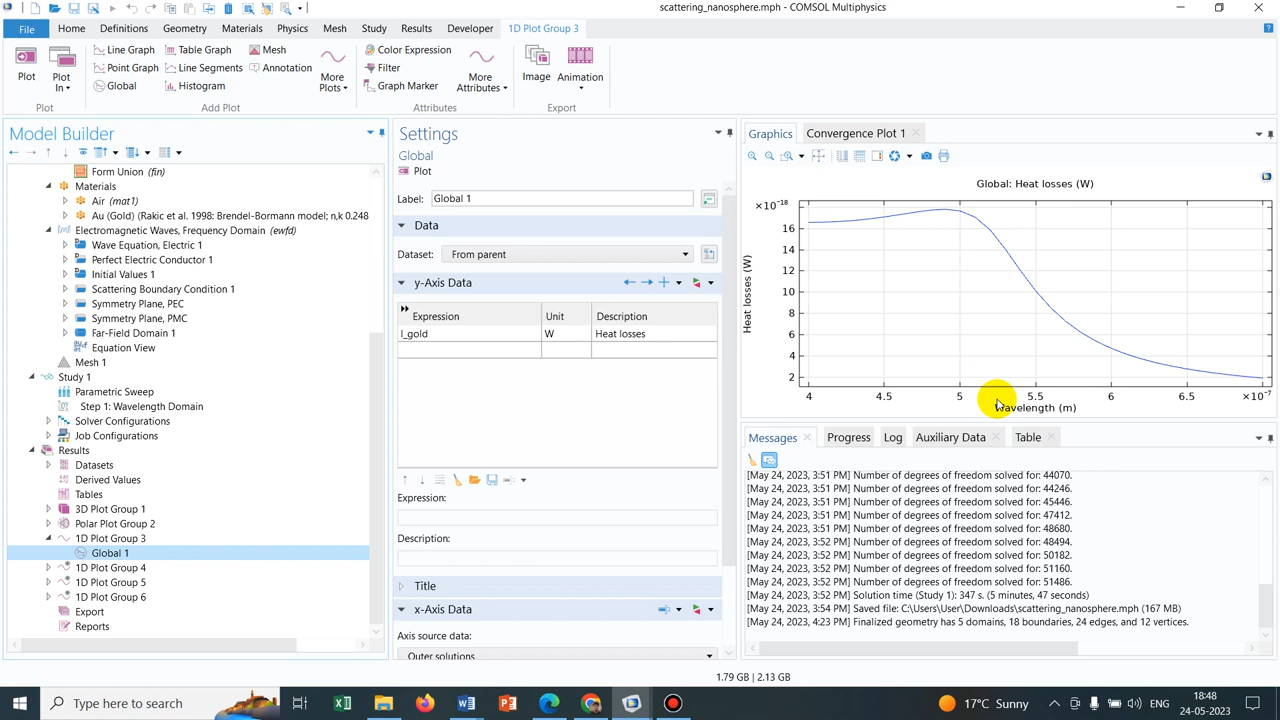 scattering_nanosphere.mph - COMSOL Multiphysics
File Home Definitions Geometry Materials Physics Mesh Study Results Developer 1D Plot Group 3
Plot
Plot In
Plot
Line Graph Table Graph Mesh
Point Graph Line Segments Annotation
Global Histogram
More Plots
Add Plot
Color Expression
Filter
Graph Marker
More Attributes
Attributes
Image
Animation
Export
Model Builder
Form Union (fin)
Materials
Air (mat1)
Au (Gold) (Rakic et al. 1998: Brendel-Bormann model; n,k 0.248
Electromagnetic Waves, Frequency Domain (ewfd)
Wave Equation, Electric 1
Perfect Electric Conductor 1
Initial Values 1
Scattering Boundary Condition 1
Symmetry Plane, PEC
Symmetry Plane, PMC
Far-Field Domain 1
Equation View
Mesh 1
Study 1
Parametric Sweep
Step 1: Wavelength Domain
Solver Configurations
Job Configurations
Results
Datasets
Derived Values
Tables
3D Plot Group 1
Polar Plot Group 2
1D Plot Group 3
Global 1
1D Plot Group 4
1D Plot Group 5
1D Plot Group 6
Export
Reports
Settings
Global
Plot
Label: Global 1
Data
Dataset: From parent
y-Axis Data
Expression Unit Description
I_gold W Heat losses
Expression:
Description:
Title
x-Axis Data
Axis source data:
Outer solutions
Graphics Convergence Plot 1
Global: Heat losses (W)
×10⁻¹⁸
16
14
12
10
8
6
4
2
Heat losses (W)
4 4.5 5 5.5 6 6.5 ×10⁻⁷
Wavelength (m)
Messages Progress Log Auxiliary Data Table
[May 24, 2023, 3:51 PM] Number of degrees of freedom solved for: 44070.
[May 24, 2023, 3:51 PM] Number of degrees of freedom solved for: 44246.
[May 24, 2023, 3:51 PM] Number of degrees of freedom solved for: 45446.
[May 24, 2023, 3:51 PM] Number of degrees of freedom solved for: 47412.
[May 24, 2023, 3:52 PM] Number of degrees of freedom solved for: 48680.
[May 24, 2023, 3:52 PM] Number of degrees of freedom solved for: 48494.
[May 24, 2023, 3:52 PM] Number of degrees of freedom solved for: 50182.
[May 24, 2023, 3:52 PM] Number of degrees of freedom solved for: 51160.
[May 24, 2023, 3:52 PM] Number of degrees of freedom solved for: 51486.
[May 24, 2023, 3:52 PM] Solution time (Study 1): 347 s. (5 minutes, 47 seconds)
[May 24, 2023, 3:54 PM] Saved file: C:\Users\User\Downloads\scattering_nanosphere.mph (167 MB)
[May 24, 2023, 4:23 PM] Finalized geometry has 5 domains, 18 boundaries, 24 edges, and 12 vertices.
1.79 GB | 2.13 GB
Type here to search
17°C Sunny
ENG
18:48
24-05-2023